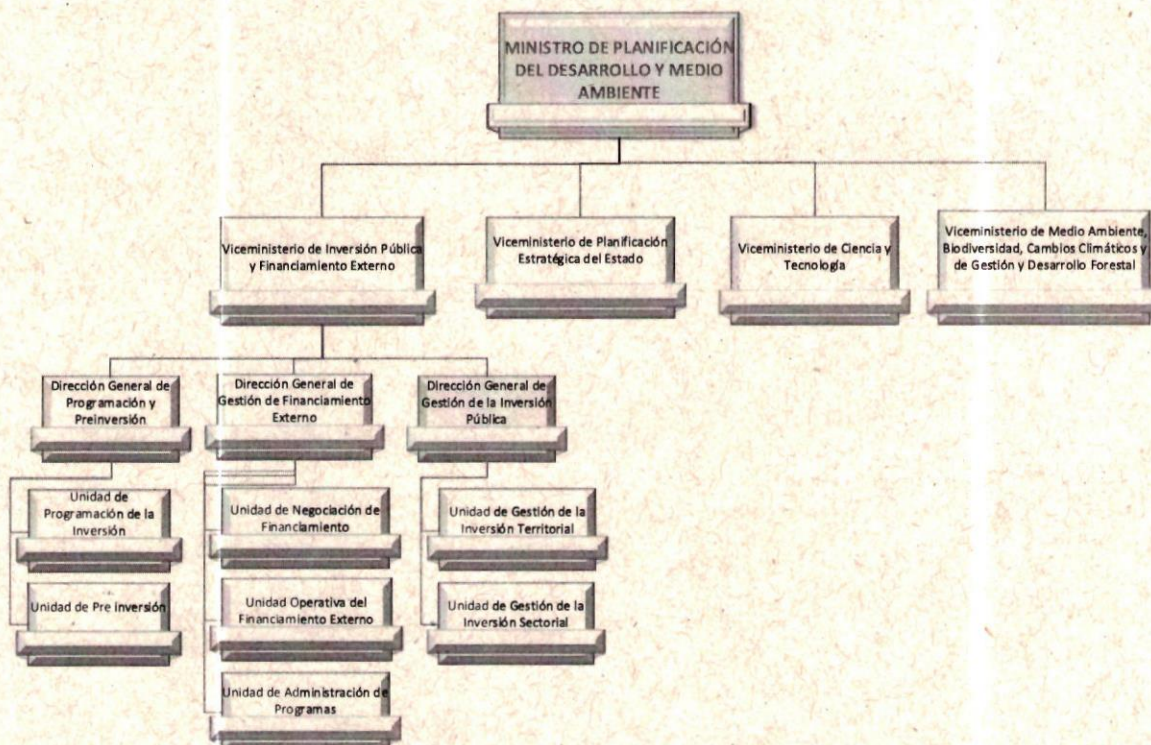 MINISTRO DE PLANIFICACIÓN
DEL DESARROLLO Y MEDIO
AMBIENTE
Viceministerio de Inversión Pública
y Financiamiento Externo
Viceministerio de Planificación
Estratégica del Estado
Viceministerio de Ciencia y
Tecnología
Viceministerio de Medio Ambiente,
Biodiversidad, Cambios Climáticos y
de Gestión y Desarrollo Forestal
Dirección General de
Programación y
Preinversión
Dirección General de
Gestión de Financiamiento
Externo
Dirección General de
Gestión de la Inversión
Pública
Unidad de
Programación de la
Inversión
Unidad de Pre inversión
Unidad de Negociación de
Financiamiento
Unidad Operativa del
Financiamiento Externo
Unidad de Administración de
Programas
Unidad de Gestión de la
Inversión Territorial
Unidad de Gestión de la
Inversión Sectorial